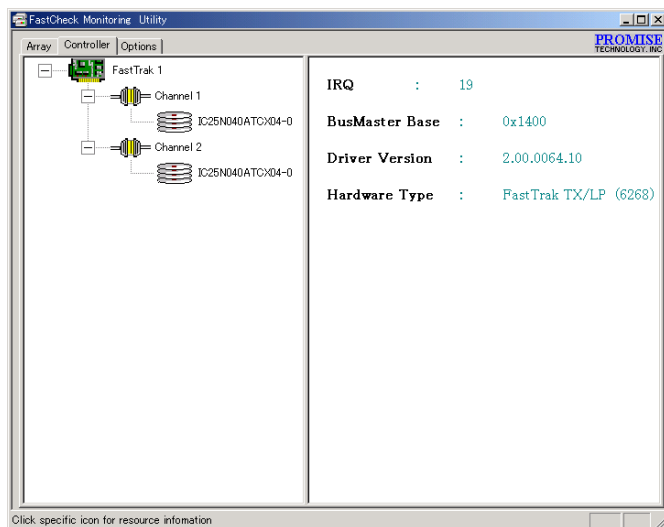 FastCheck Monitoring Utility
Array Controller Options
PROMISE
TECHNOLOGY, INC
FastTrak 1
Channel 1
IC25N040ATCX04-0
Channel 2
IC25N040ATCX04-0
IRQ : 19
BusMaster Base : 0x1400
Driver Version : 2.00.0064.10
Hardware Type : FastTrak TX/LP (6268)
Click specific icon for resource infomation